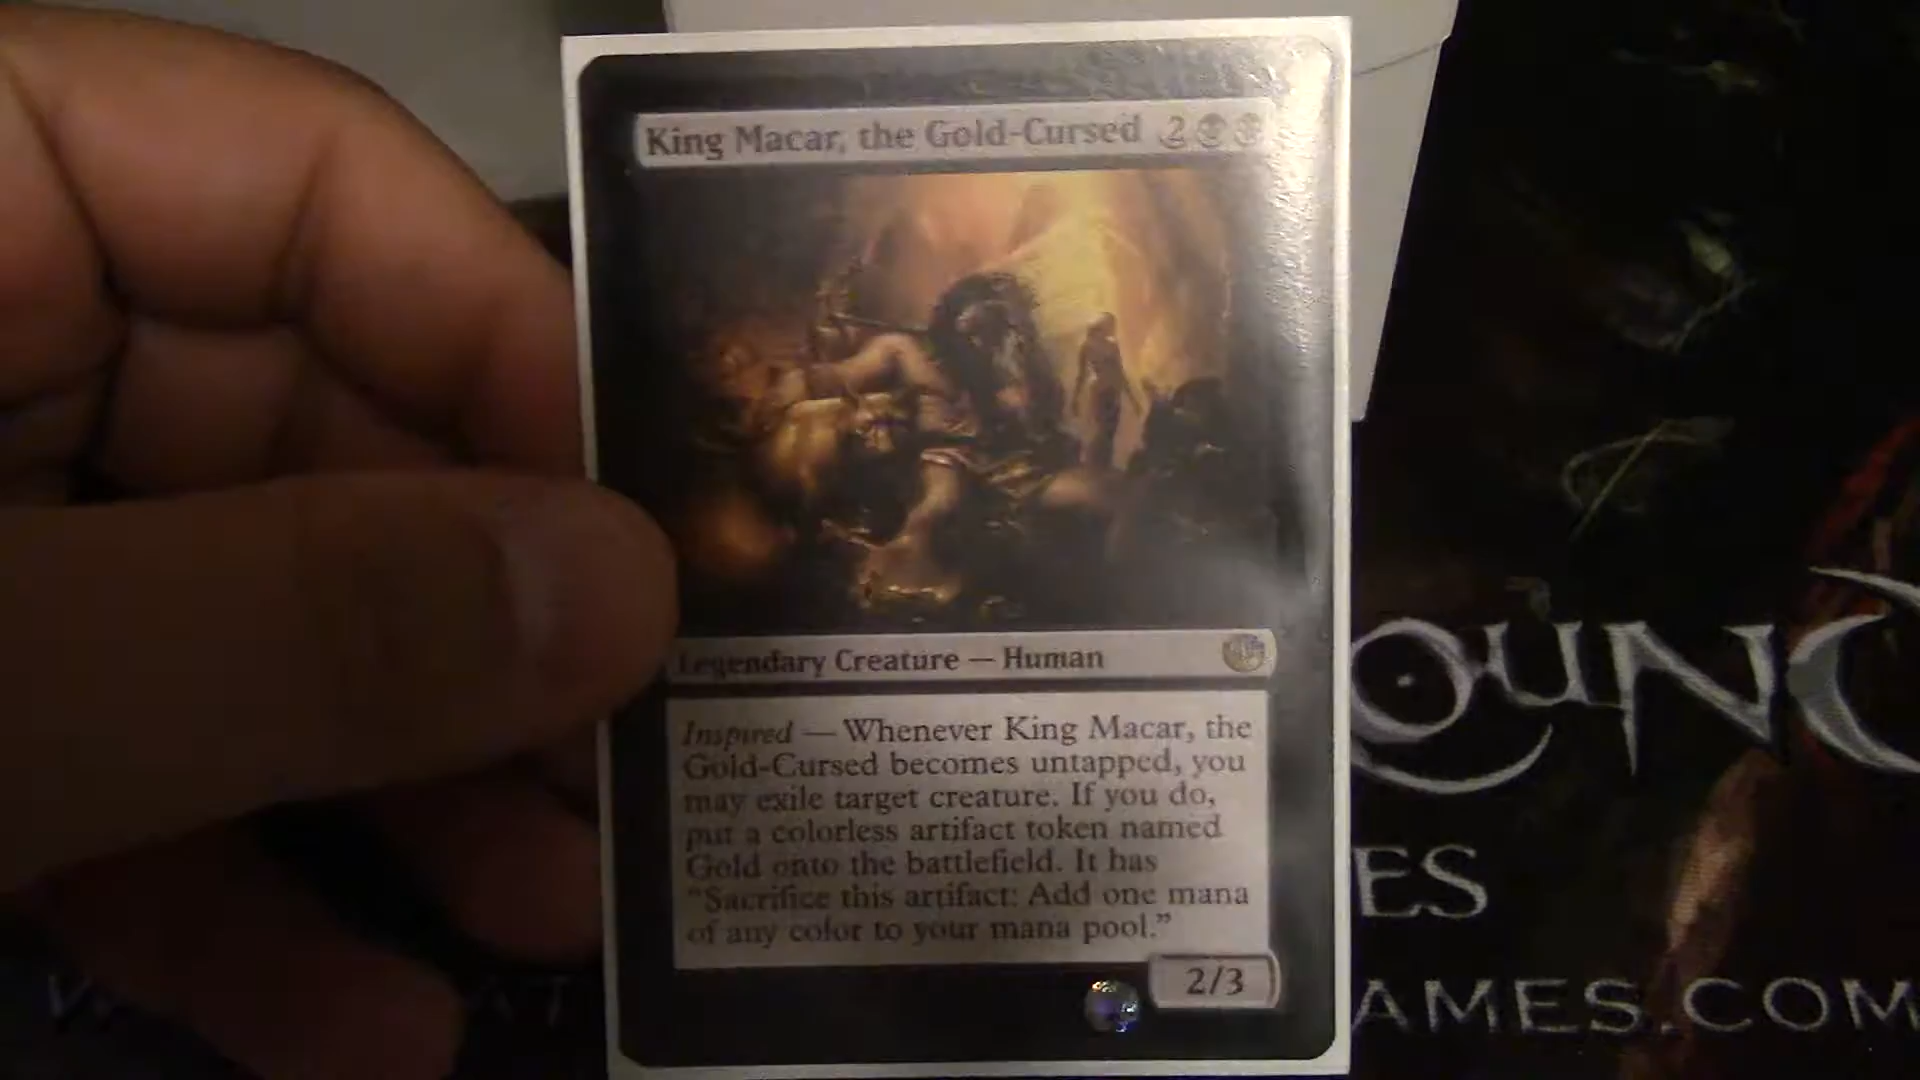 King Macar, the Gold-Cursed 2
Legendary Creature — Human
Inspired — Whenever King Macar, the
Gold-Cursed becomes untapped, you
may exile target creature. If you do,
put a colorless artifact token named
Gold onto the battlefield. It has
"Sacrifice this artifact: Add one mana
of any color to your mana pool."
2/3
OUN
ES
AMES.COM